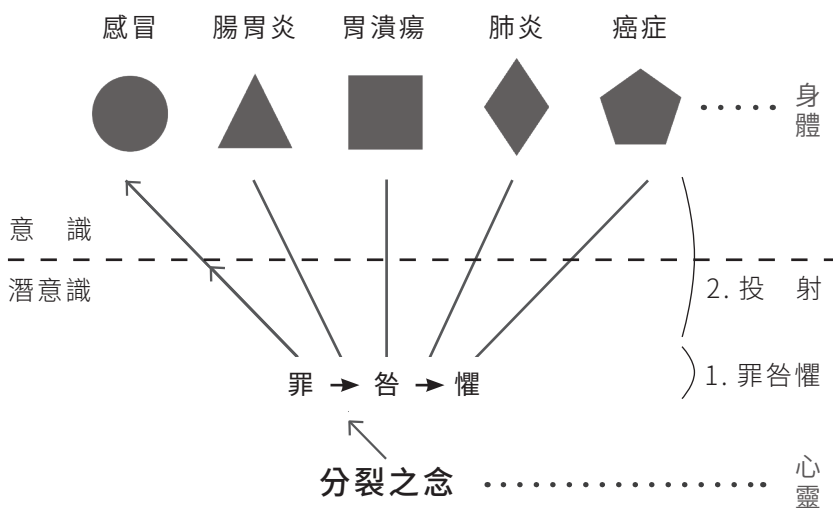 感冒 腸胃炎 胃潰瘍 肺炎 癌症
身體
意 識
潛意識
2. 投 射
罪 咎 懼
1. 罪咎懼
分裂之念
心靈